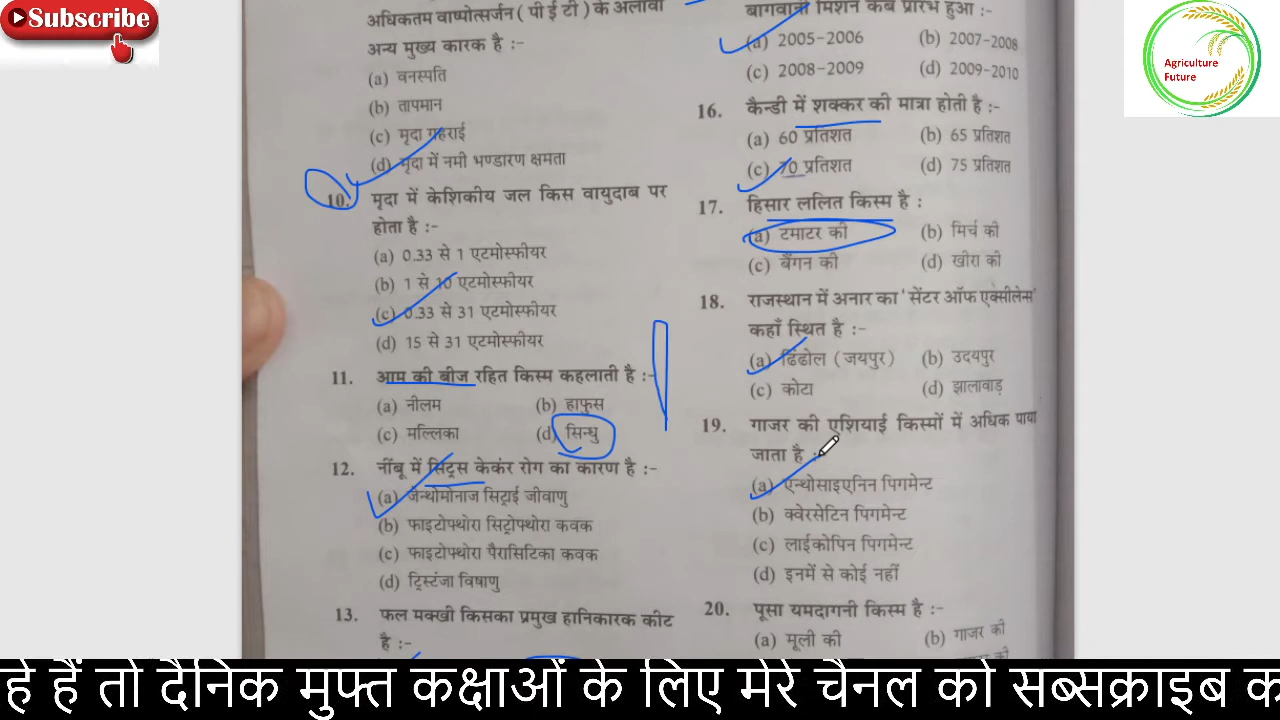 Subscribe
Agriculture
Future
अधिकतम वाष्पोत्सर्जन ( पी ई टी ) के अलावा
अन्य मुख्य कारक है :-
(a) वनस्पति
(b) तापमान
(c) मृदा गहराई
(d) मृदा में नमी भण्डारण क्षमता
10. मृदा में केशिकीय जल किस वायुदाब पर
होता है :-
(a) 0.33 से 1 एटमोस्फीयर
(b) 1 से 10 एटमोस्फीयर
(c) 0.33 से 31 एटमोस्फीयर
(d) 15 से 31 एटमोस्फीयर
11. आम की बीज रहित किस्म कहलाती है :-
(a) नीलम (b) हाफुस
(c) मल्लिका (d) सिन्धु
12. नींबू में सिट्रस केकंर रोग का कारण है :-
(a) जेन्थोमोनाज सिट्राई जीवाणु
(b) फाइटोफ्थोरा सिट्रोफ्थोरा कवक
(c) फाइटोफ्थोरा पैरासिटिका कवक
(d) ट्रिस्टंजा विषाणु
13. फल मक्खी किसका प्रमुख हानिकारक कीट
है :-
बागवानी मिशन कब प्रारंभ हुआ :-
(a) 2005-2006 (b) 2007-2008
(c) 2008-2009 (d) 2009-2010
16. कैन्डी में शक्कर की मात्रा होती है :-
(a) 60 प्रतिशत (b) 65 प्रतिशत
(c) 70 प्रतिशत (d) 75 प्रतिशत
17. हिसार ललित किस्म है :
(a) टमाटर की (b) मिर्च की
(c) बैंगन की (d) खीरा की
18. राजस्थान में अनार का ' सेंटर ऑफ एक्सीलेंस'
कहाँ स्थित है :-
(a) ढिंढोल ( जयपुर ) (b) उदयपुर
(c) कोटा (d) झालावाड़
19. गाजर की एशियाई किस्मों में अधिक पाया
जाता है :-
(a) एन्थोसाइएनिन पिगमेन्ट
(b) क्वेरसेटिन पिगमेन्ट
(c) लाईकोपिन पिगमेन्ट
(d) इनमें से कोई नहीं
20. पूसा यमदागनी किस्म है :-
(a) मूली की (b) गाजर की
हे हैं तो दैनिक मुफ्त कक्षाओं के लिए मेरे चैनल को सब्सक्राइब क